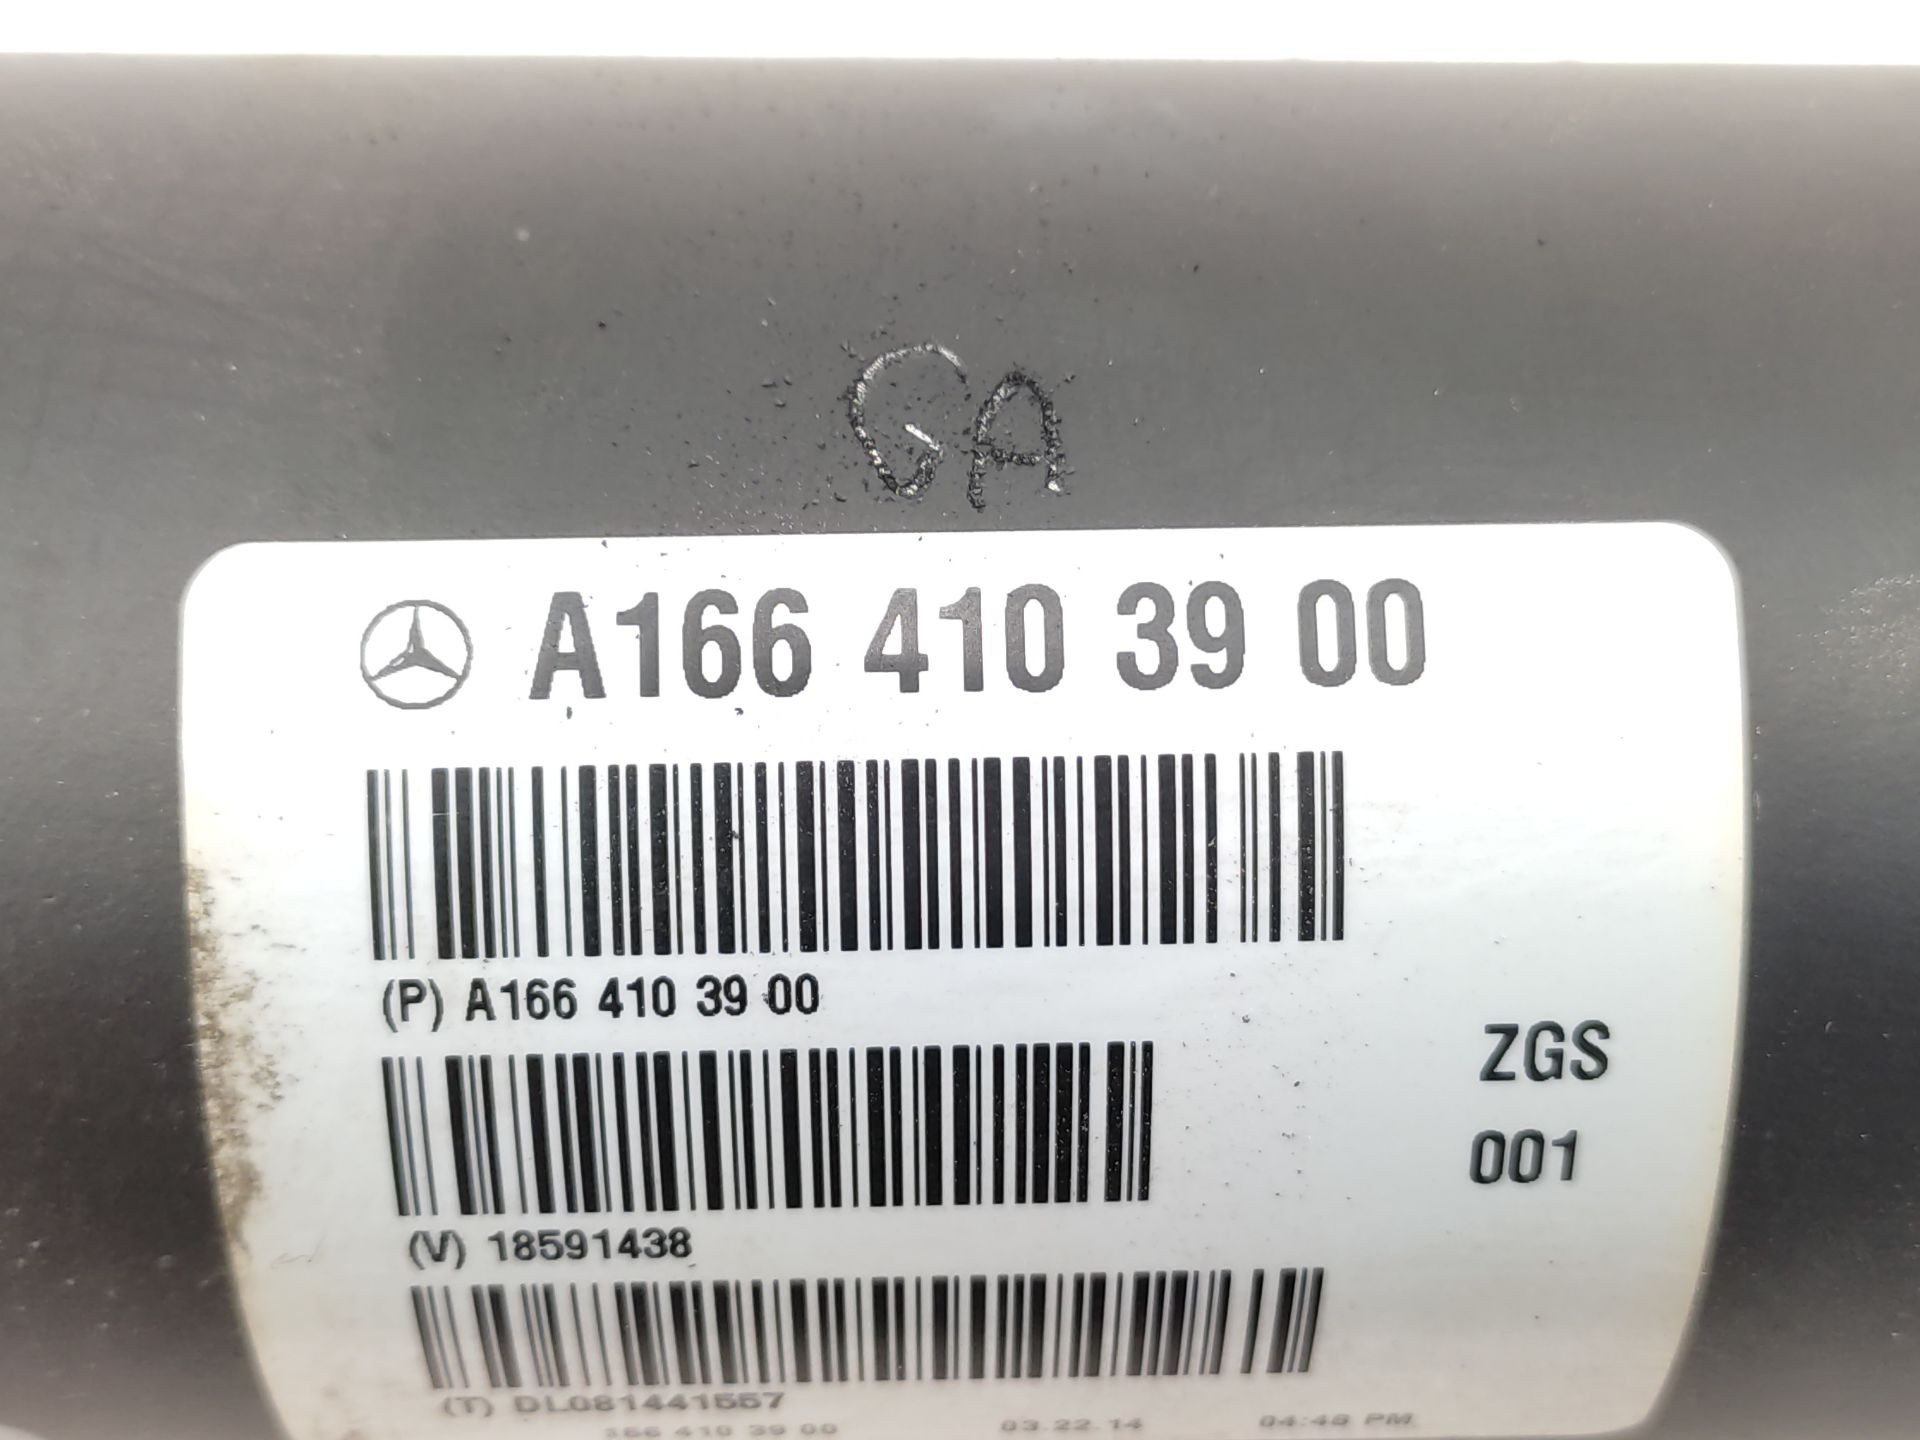 GA
A166 410 39 00
(P) A166 410 39 00
ZGS
001
(V) 18591438
(T) DL081441557
166 410 39 00 03.22.14 04:48 PM